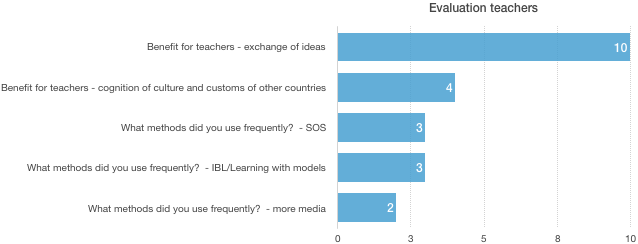 Evaluation teachers
Benefit for teachers - exchange of ideas 10
Benefit for teachers - cognition of culture and customs of other countries 4
What methods did you use frequently?  - SOS 3
What methods did you use frequently?  - IBL/Learning with models 3
What methods did you use frequently?  - more media 2
0 3 5 8 10